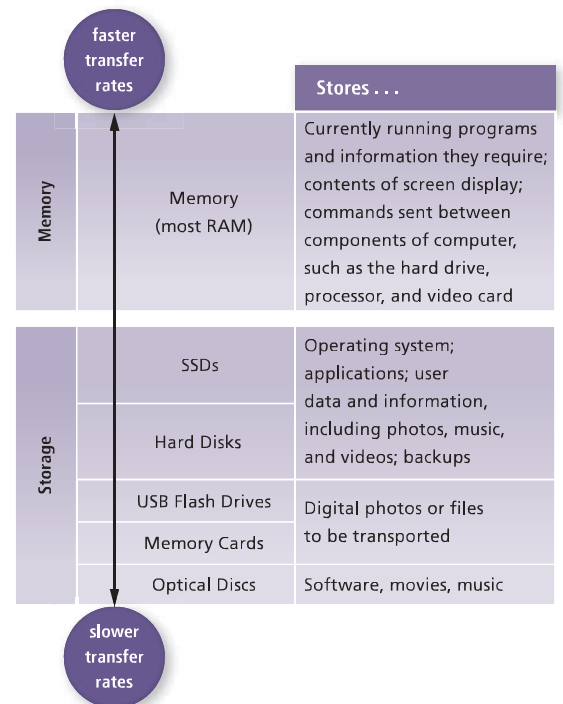 faster
transfer
rates
Stores . . .
Memory
Memory
(most RAM)
Currently running programs
and information they require;
contents of screen display;
commands sent between
components of computer,
such as the hard drive,
processor, and video card
Storage
SSDs
Hard Disks
Operating system;
applications; user
data and information,
including photos, music,
and videos; backups
USB Flash Drives
Memory Cards
Digital photos or files
to be transported
Optical Discs
Software, movies, music
slower
transfer
rates